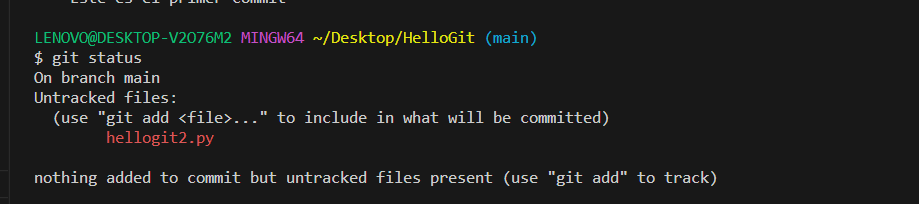 Este es el primer commit
LENOVO@DESKTOP-V2O76M2 MINGW64 ~/Desktop/HelloGit (main)
$ git status
On branch main
Untracked files:
  (use "git add <file>..." to include in what will be committed)
        hellogit2.py
nothing added to commit but untracked files present (use "git add" to track)